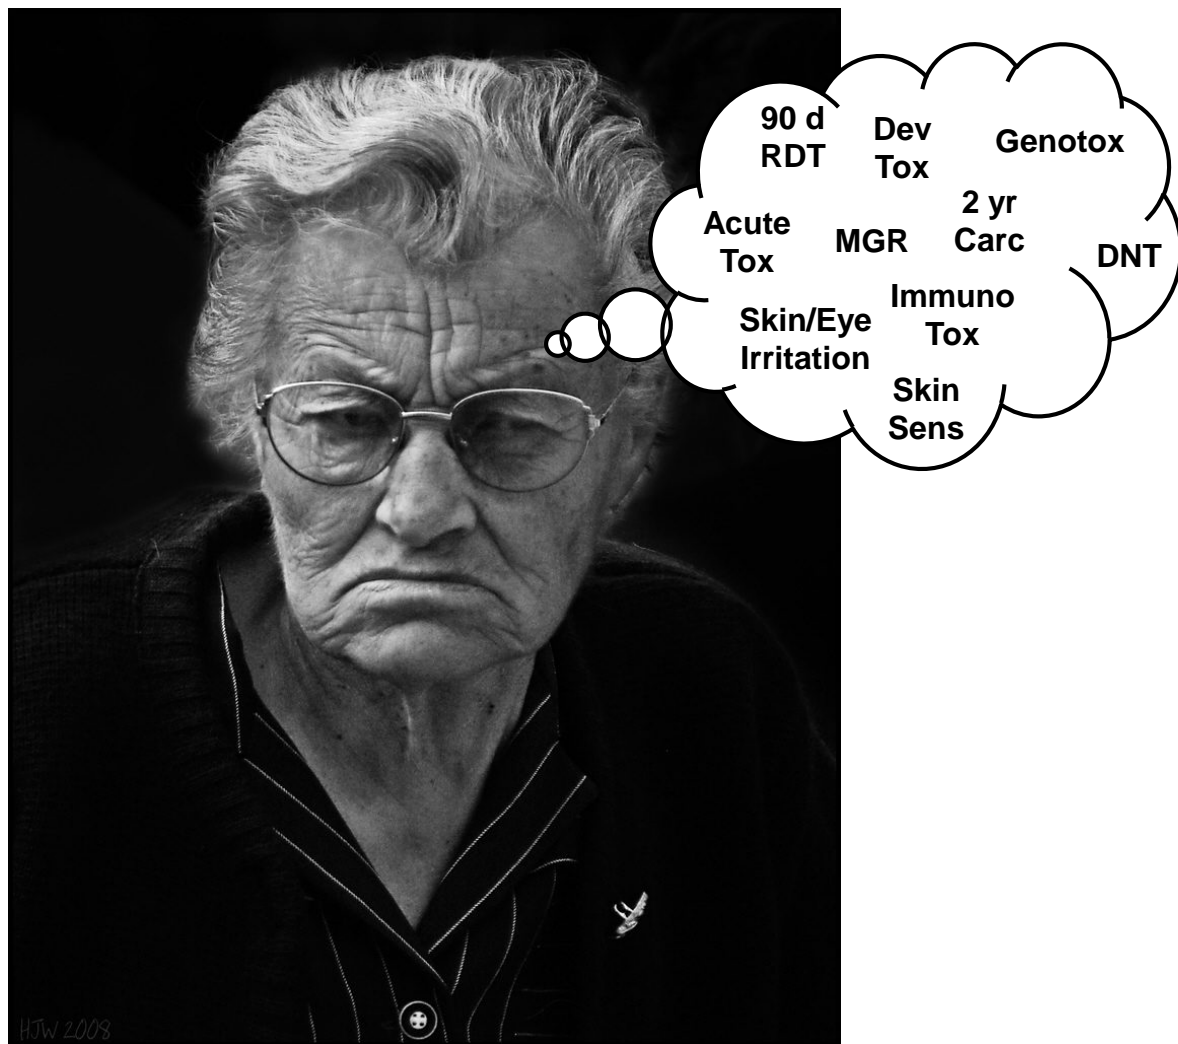 90 d
RDT
Dev
Tox
Genotox
Acute
Tox
MGR
2 yr
Carc
DNT
Skin/Eye
Irritation
Immuno
Tox
Skin
Sens
HJW 2008